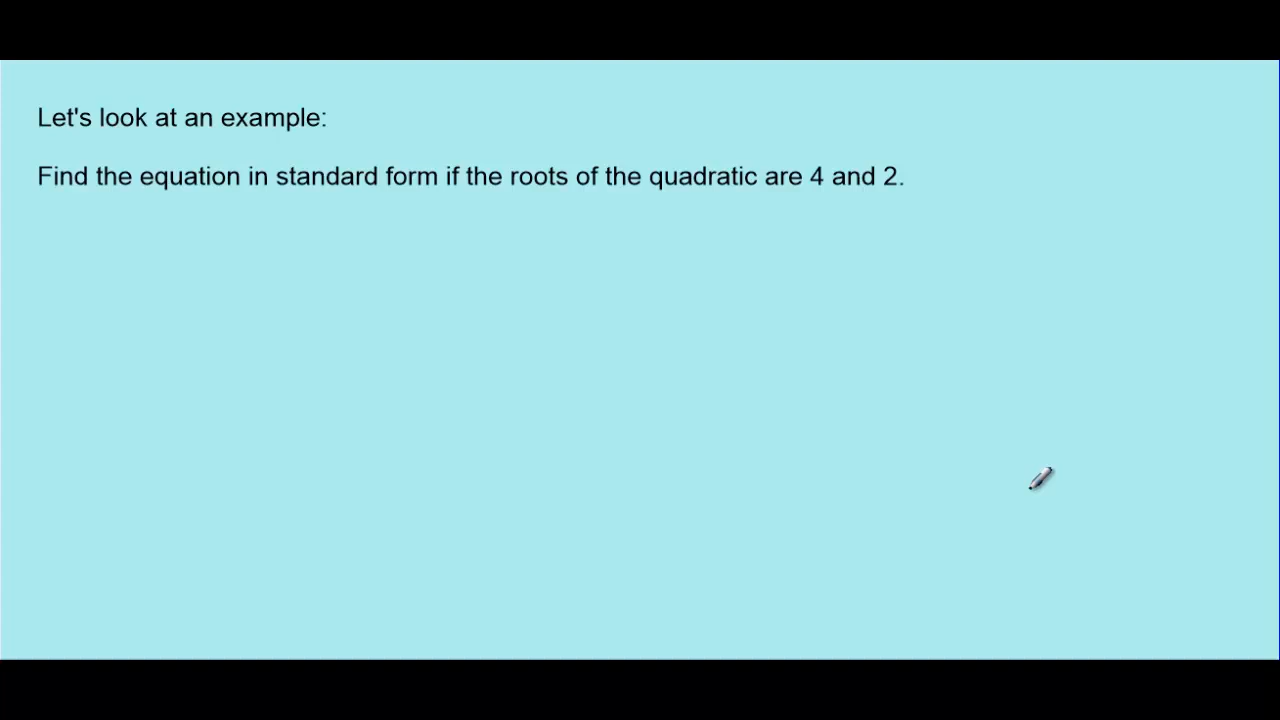 Let's look at an example:
Find the equation in standard form if the roots of the quadratic are 4 and 2.